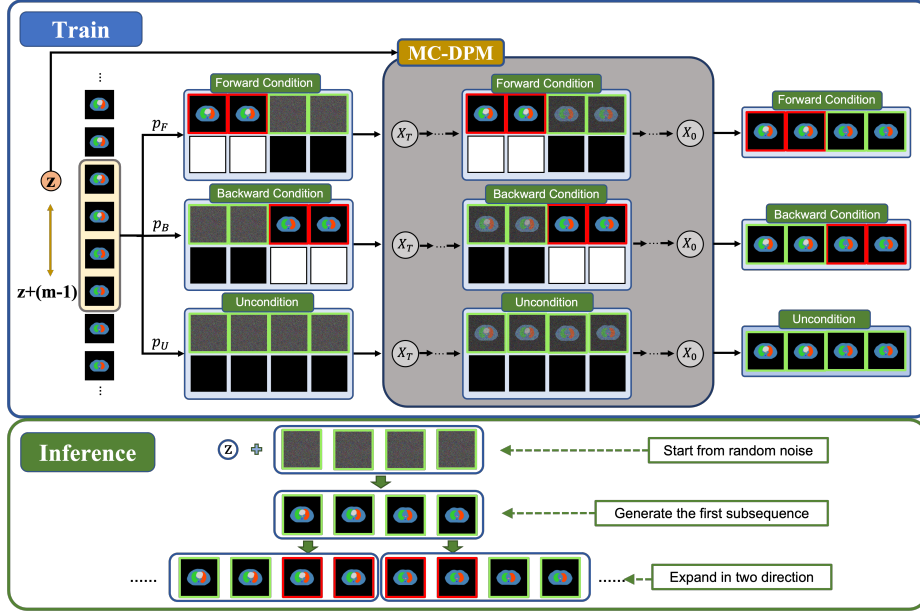 Train
MC-DPM
Forward Condition
Forward Condition
Forward Condition
p_F
X_T
X_0
z
z+(m-1)
Backward Condition
Backward Condition
Backward Condition
p_B
X_T
X_0
Uncondition
Uncondition
Uncondition
p_U
X_T
X_0
Inference
z
+
Start from random noise
Generate the first subsequence
......
......
Expand in two direction